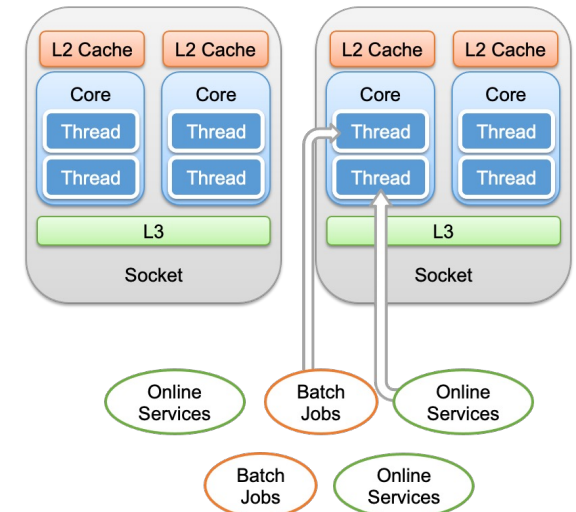 L2 Cache
L2 Cache
Core
Core
Thread
Thread
Thread
Thread
L3
Socket
L2 Cache
L2 Cache
Core
Core
Thread
Thread
Thread
Thread
L3
Socket
Online
Services
Batch
Jobs
Online
Services
Batch
Jobs
Online
Services